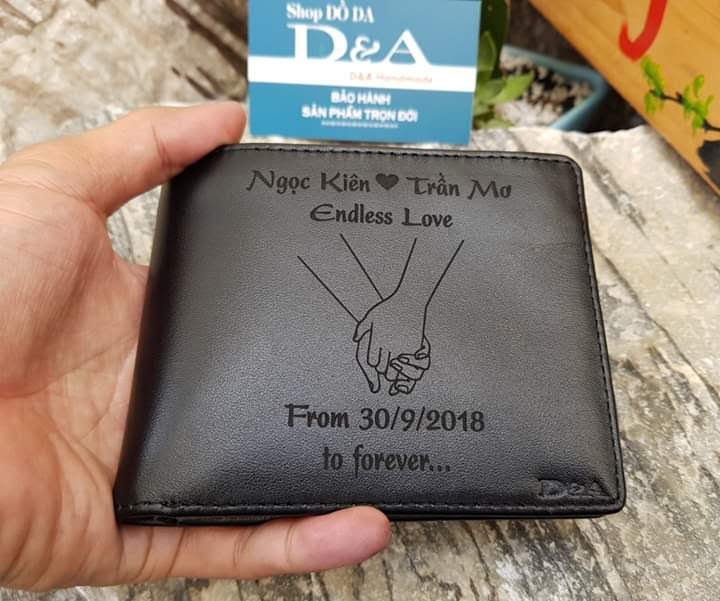 Shop ĐỒ DA
D&A
D&A Handmade
BẢO HÀNH
SẢN PHẨM TRỌN ĐỜI
Ngọc Kiên ❤ Trần Mơ
Endless Love
From 30/9/2018
to forever...
D&A